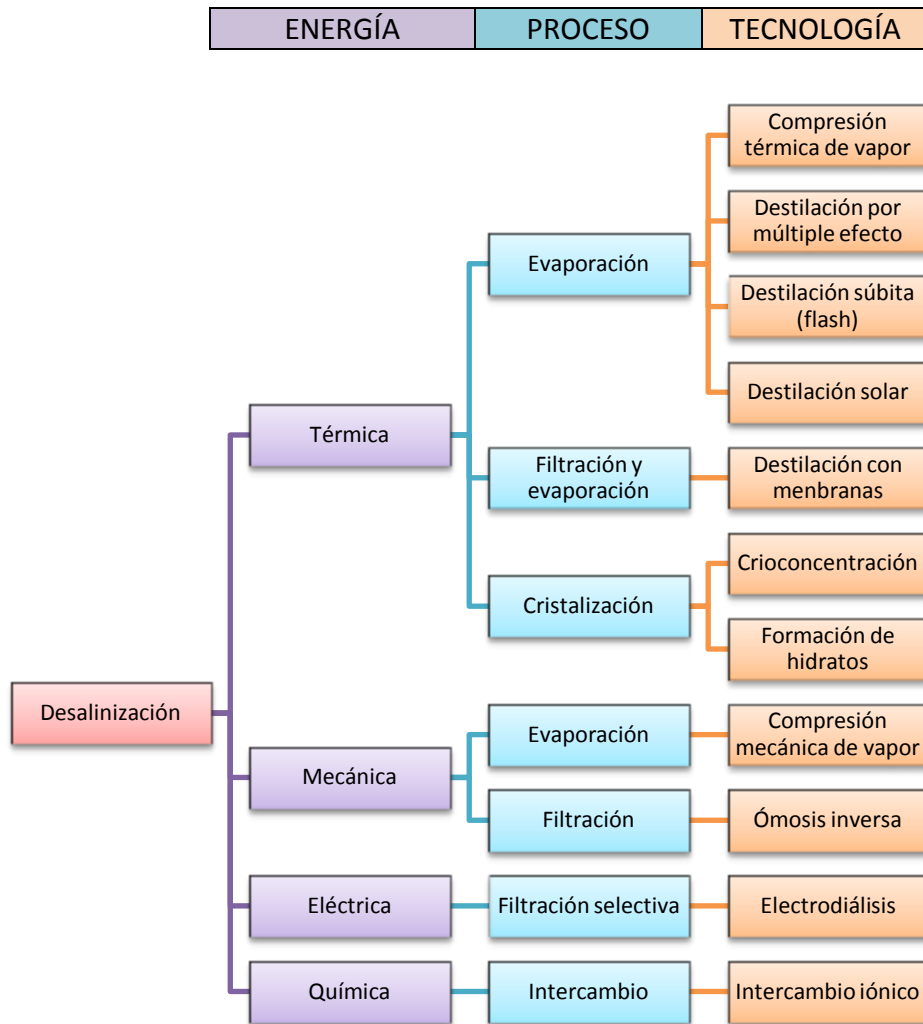 ENERGÍA
PROCESO
TECNOLOGÍA
Compresión
térmica de vapor
Destilación por
múltiple efecto
Evaporación
Destilación súbita
(flash)
Destilación solar
Térmica
Filtración y
evaporación
Destilación con
menbranas
Crioconcentración
Cristalización
Formación de
hidratos
Desalinización
Evaporación
Compresión
mecánica de vapor
Mecánica
Filtración
Ómosis inversa
Eléctrica
Filtración selectiva
Electrodiálisis
Química
Intercambio
Intercambio iónico